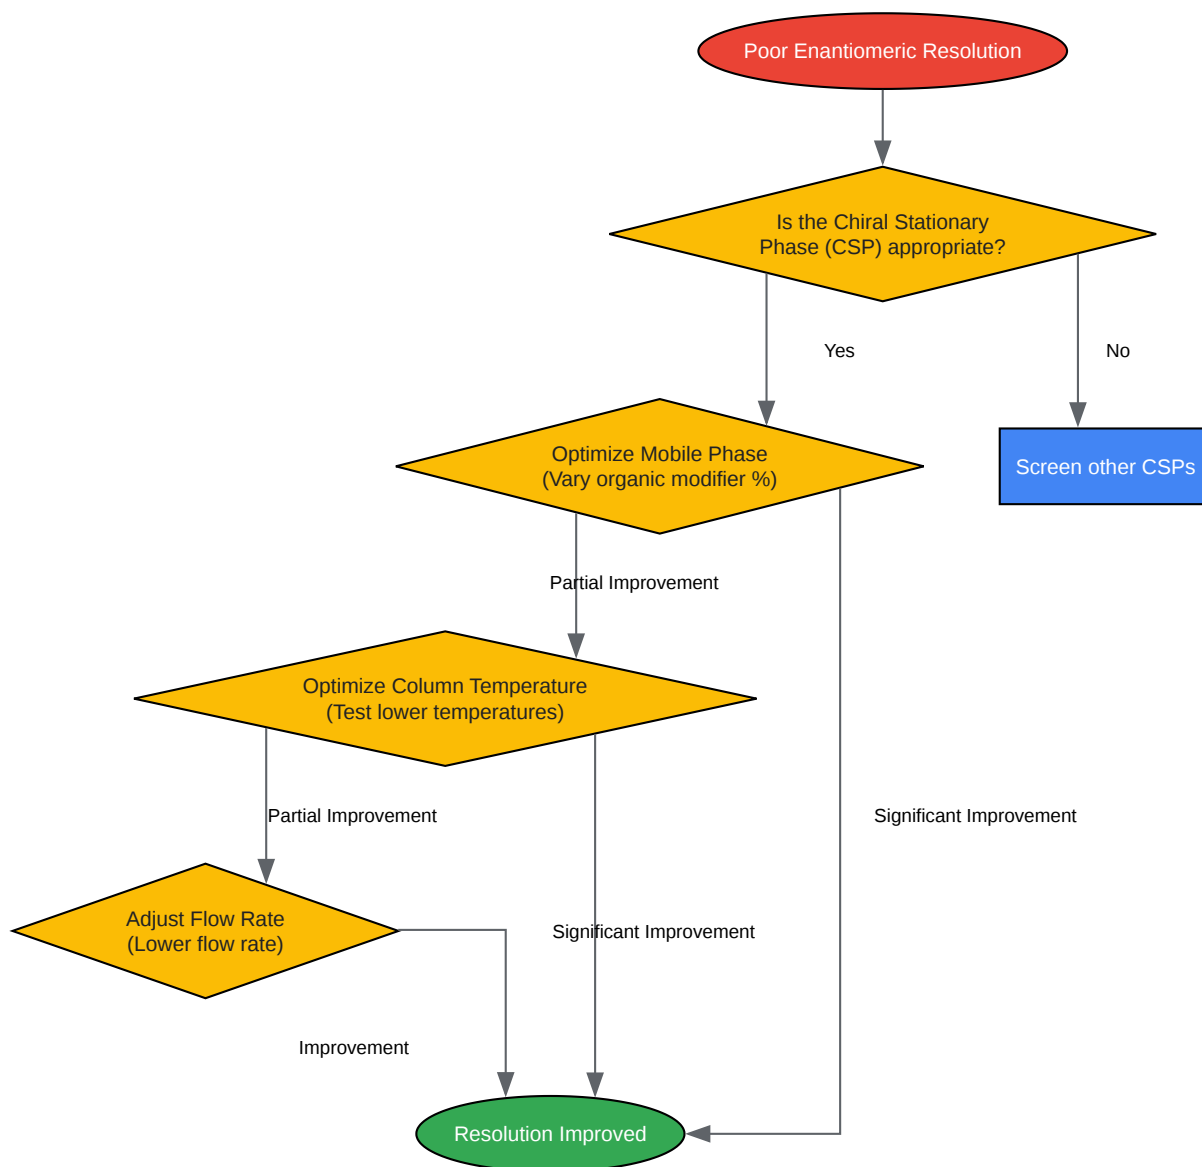 Poor Enantiomeric Resolution
Is the Chiral Stationary
Phase (CSP) appropriate?
Yes
No
Optimize Mobile Phase
(Vary organic modifier %)
Screen other CSPs
Partial Improvement
Optimize Column Temperature
(Test lower temperatures)
Partial Improvement
Significant Improvement
Adjust Flow Rate
(Lower flow rate)
Significant Improvement
Improvement
Resolution Improved